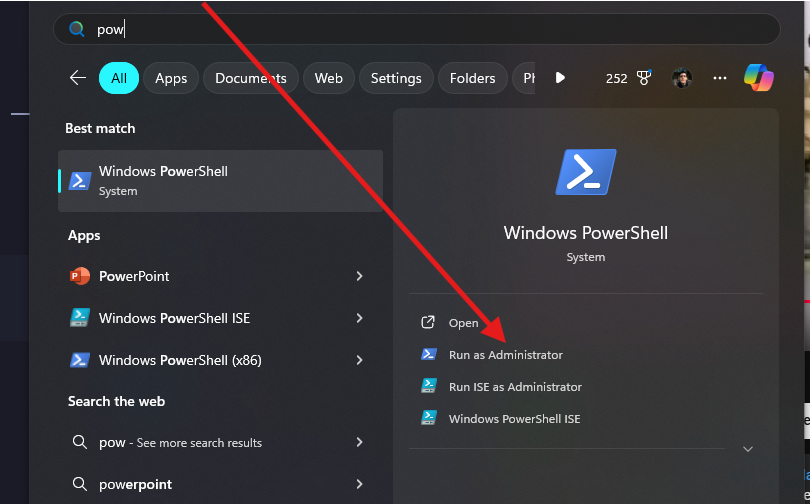 pow
All Apps Documents Web Settings Folders 252
Best match
Windows PowerShell
System
Apps
PowerPoint
Windows PowerShell ISE
Windows PowerShell (x86)
Search the web
pow - See more search results
powerpoint
Windows PowerShell
System
Open
Run as Administrator
Run ISE as Administrator
Windows PowerShell ISE